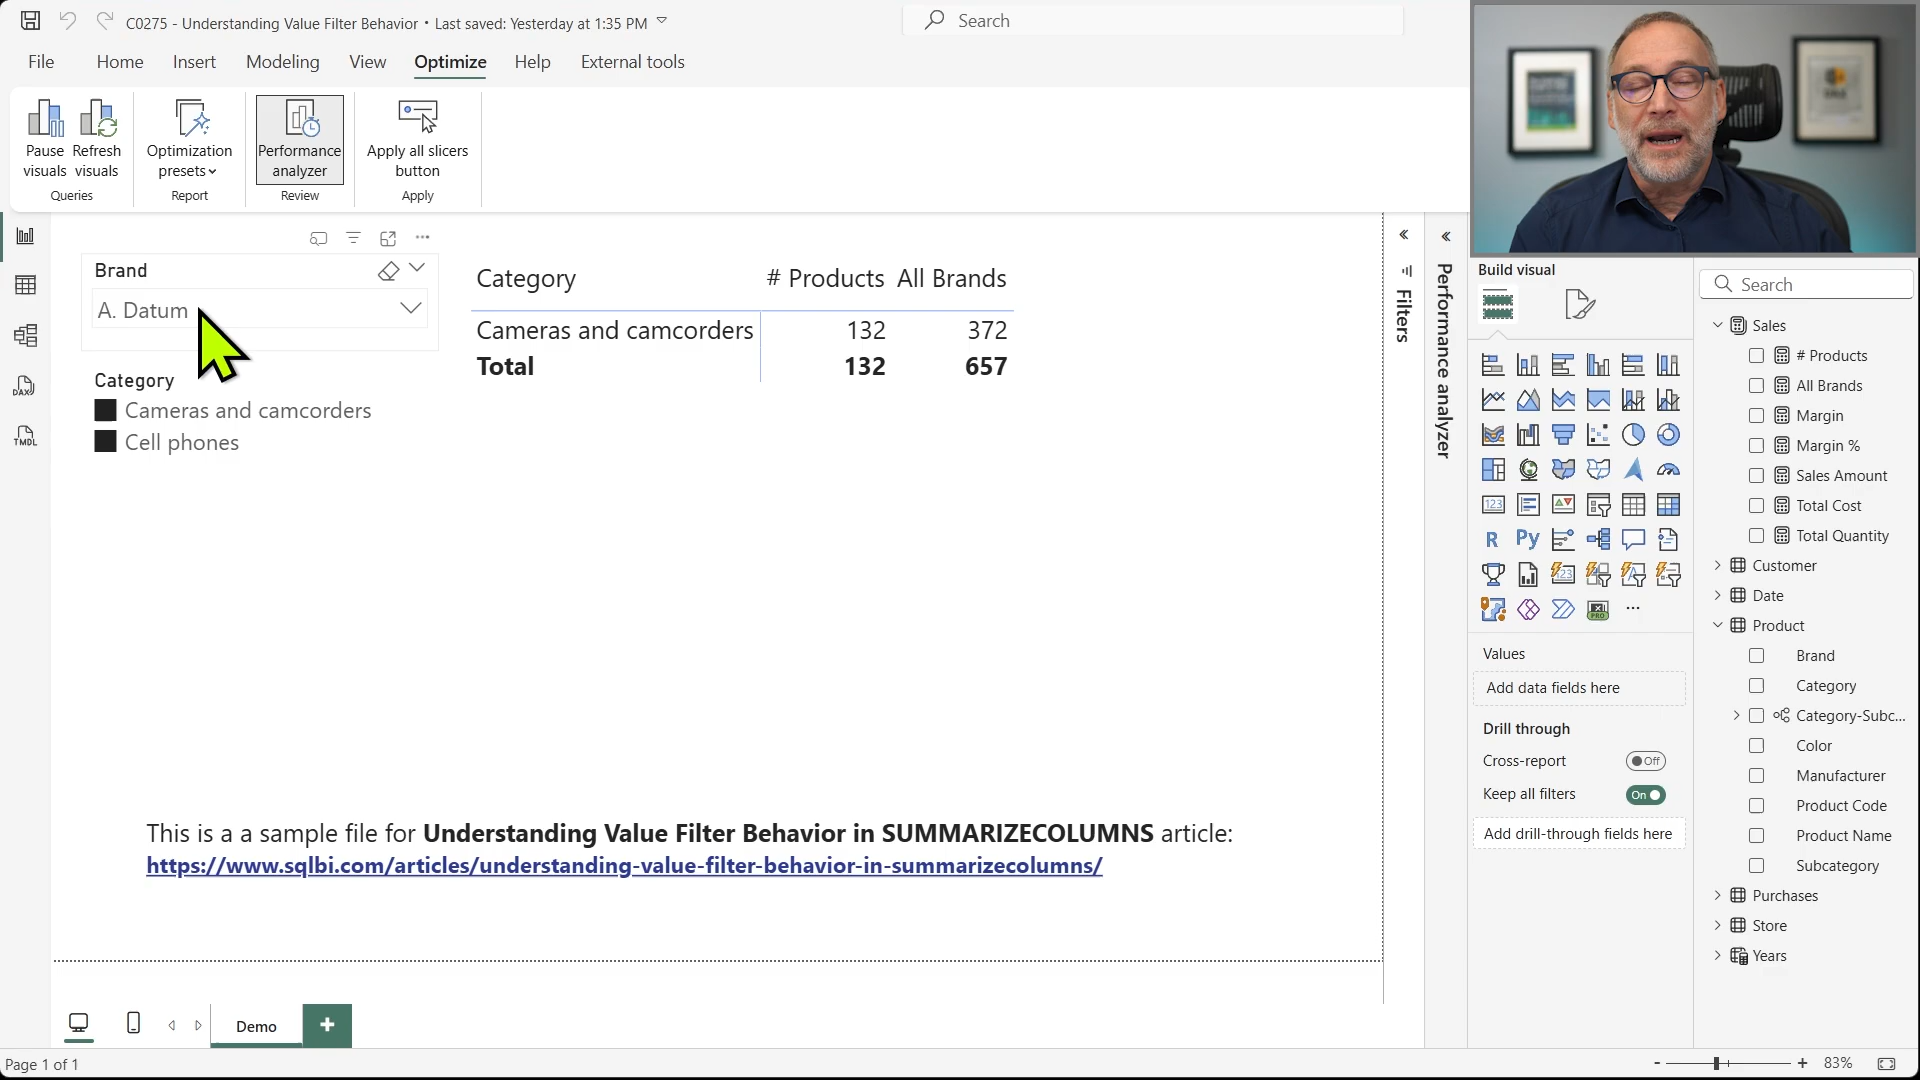 C0275 - Understanding Value Filter Behavior • Last saved: Yesterday at 1:35 PM
Search
File Home Insert Modeling View Optimize Help External tools
Pause visuals
Refresh visuals
Queries
Optimization presets
Report
Performance analyzer
Review
Apply all slicers button
Apply
Brand
A. Datum
Category
Cameras and camcorders
Cell phones
Category # Products All Brands
Cameras and camcorders 132 372
Total 132 657
This is a a sample file for Understanding Value Filter Behavior in SUMMARIZECOLUMNS article:
https://www.sqlbi.com/articles/understanding-value-filter-behavior-in-summarizecolumns/
DAX
TMDL
Filters
Performance analyzer
Build visual
123
R
Py
123
PRO
Values
Add data fields here
Drill through
Cross-report Off
Keep all filters On
Add drill-through fields here
Search
Sales
# Products
All Brands
Margin
Margin %
Sales Amount
Total Cost
Total Quantity
Customer
Date
Product
Brand
Category
Category-Subc...
Color
Manufacturer
Product Code
Product Name
Subcategory
Purchases
Store
Years
Demo
Page 1 of 1
- + 83%